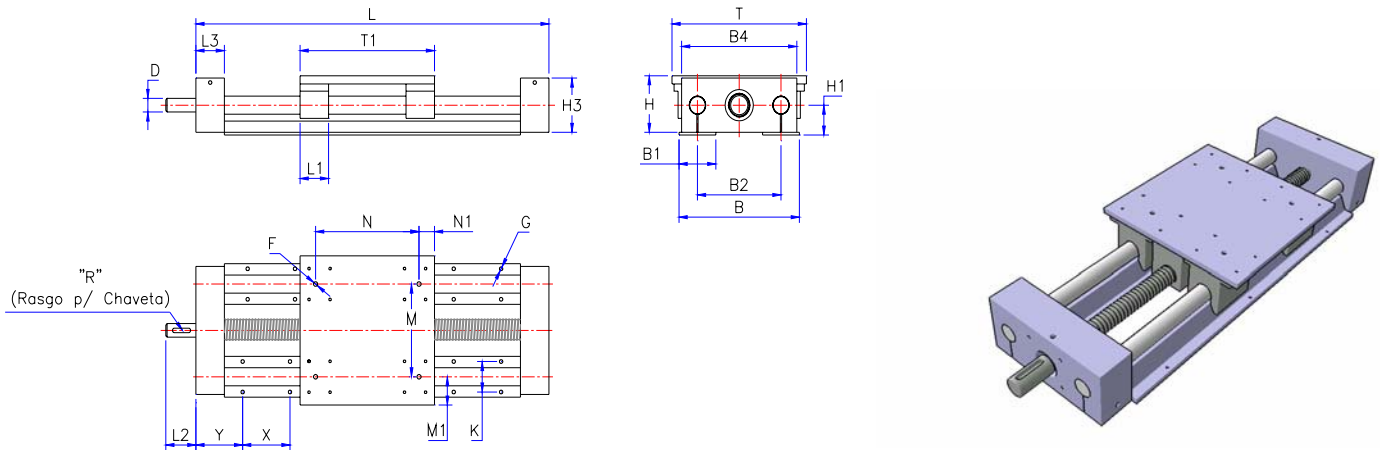 L
L3
T1
D
H3
L1
T
B4
H
H1
B1
B2
B
N
N1
F
G
"R"
(Rasgo p/ Chaveta)
M
L2
Y
X
M1
K